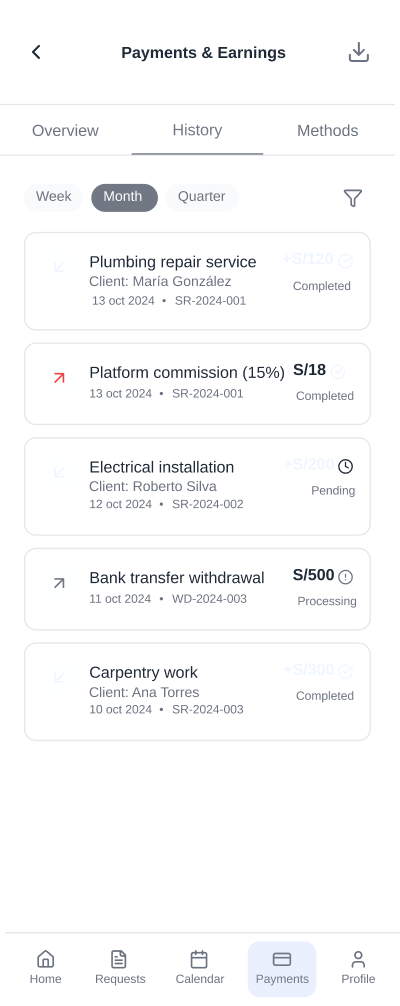 Payments & Earnings
Overview History Methods
Week Month Quarter
Plumbing repair service +S/120
Client: María González Completed
13 oct 2024 • SR-2024-001
Platform commission (15%) S/18
13 oct 2024 • SR-2024-001 Completed
Electrical installation +S/200
Client: Roberto Silva Pending
12 oct 2024 • SR-2024-002
Bank transfer withdrawal S/500
11 oct 2024 • WD-2024-003 Processing
Carpentry work +S/300
Client: Ana Torres Completed
10 oct 2024 • SR-2024-003
Home Requests Calendar Payments Profile